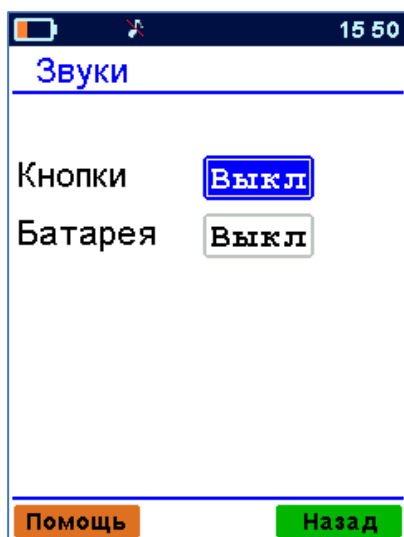 15 50
Звуки
Кнопки Выкл
Батарея Выкл
Помощь Назад